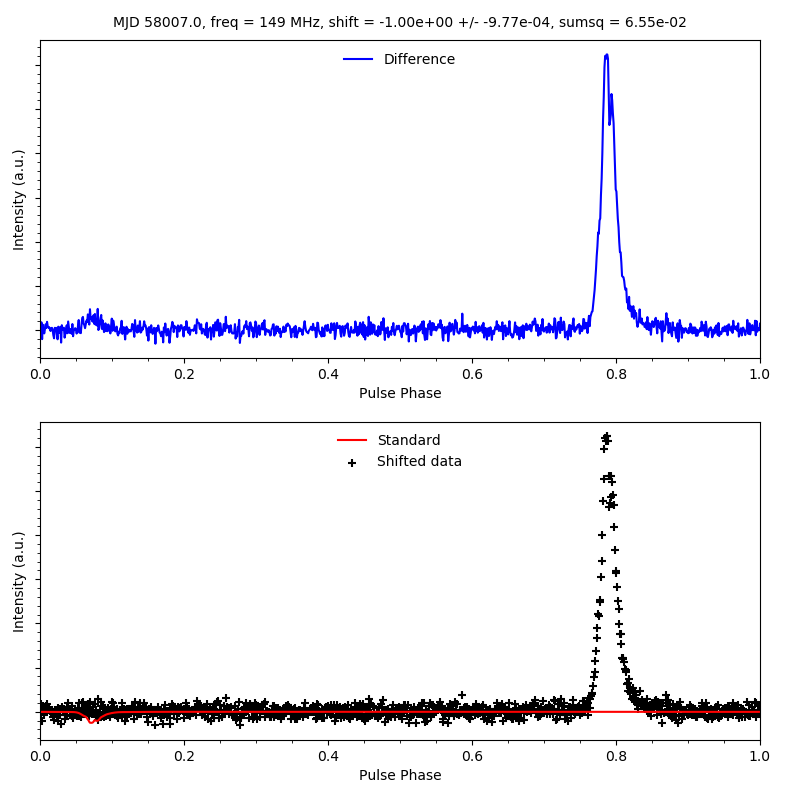 MJD 58007.0, freq = 149 MHz, shift = -1.00e+00 +/- -9.77e-04, sumsq = 6.55e-02
Difference
Intensity (a.u.)
0.0 0.2 0.4 0.6 0.8 1.0
Pulse Phase
Standard
Shifted data
Intensity (a.u.)
0.0 0.2 0.4 0.6 0.8 1.0
Pulse Phase